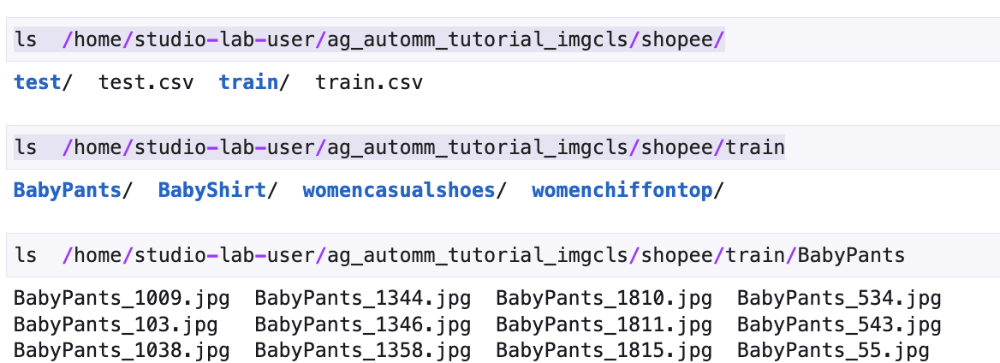 ls  /home/studio-lab-user/ag_automm_tutorial_imgcls/shopee/
test/  test.csv  train/  train.csv
ls  /home/studio-lab-user/ag_automm_tutorial_imgcls/shopee/train
BabyPants/  BabyShirt/  womencasualshoes/  womenchiffontop/
ls  /home/studio-lab-user/ag_automm_tutorial_imgcls/shopee/train/BabyPants
BabyPants_1009.jpg  BabyPants_1344.jpg  BabyPants_1810.jpg  BabyPants_534.jpg
BabyPants_103.jpg  BabyPants_1346.jpg  BabyPants_1811.jpg  BabyPants_543.jpg
BabyPants_1038.jpg  BabyPants_1358.jpg  BabyPants_1815.jpg  BabyPants_55.jpg